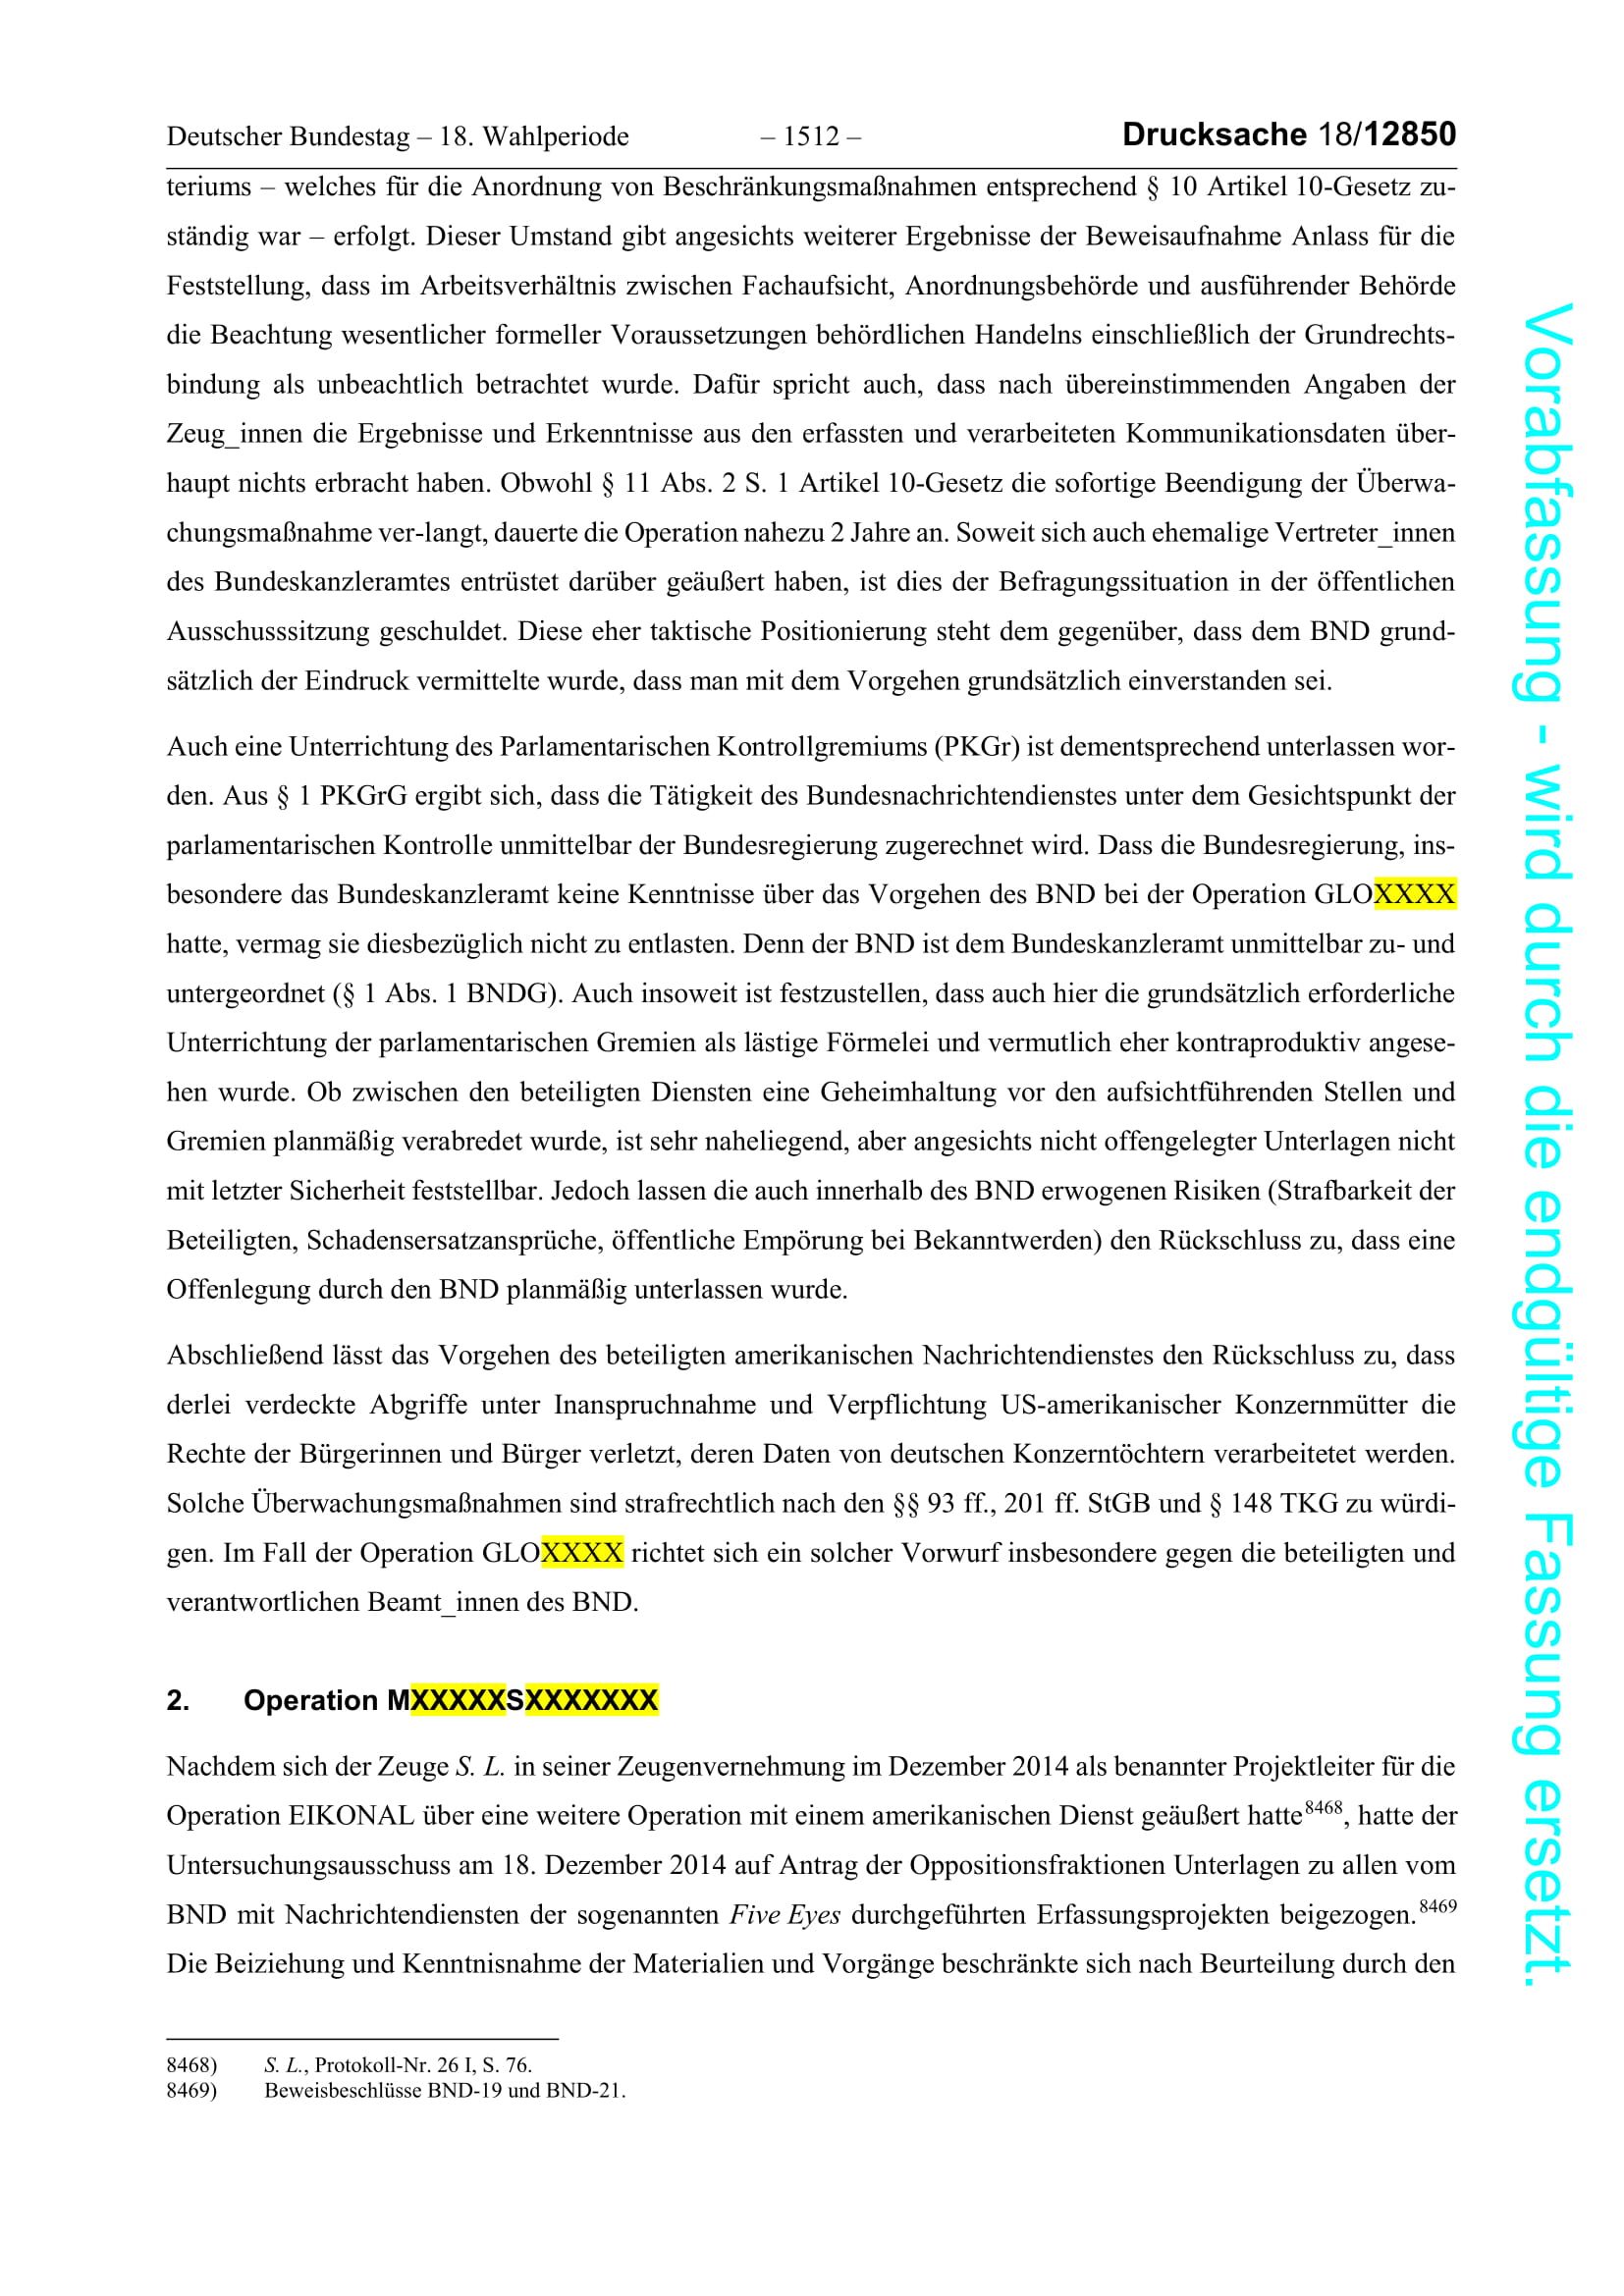 Deutscher Bundestag – 18. Wahlperiode – 1512 – Drucksache 18/12850
teriums – welches für die Anordnung von Beschränkungsmaßnahmen entsprechend § 10 Artikel 10-Gesetz zu-
ständig war – erfolgt. Dieser Umstand gibt angesichts weiterer Ergebnisse der Beweisaufnahme Anlass für die
Feststellung, dass im Arbeitsverhältnis zwischen Fachaufsicht, Anordnungsbehörde und ausführender Behörde
die Beachtung wesentlicher formeller Voraussetzungen behördlichen Handelns einschließlich der Grundrechts-
bindung als unbeachtlich betrachtet wurde. Dafür spricht auch, dass nach übereinstimmenden Angaben der
Zeug_innen die Ergebnisse und Erkenntnisse aus den erfassten und verarbeiteten Kommunikationsdaten über-
haupt nichts erbracht haben. Obwohl § 11 Abs. 2 S. 1 Artikel 10-Gesetz die sofortige Beendigung der Überwa-
chungsmaßnahme ver-langt, dauerte die Operation nahezu 2 Jahre an. Soweit sich auch ehemalige Vertreter_innen
des Bundeskanzleramtes entrüstet darüber geäußert haben, ist dies der Befragungssituation in der öffentlichen
Ausschusssitzung geschuldet. Diese eher taktische Positionierung steht dem gegenüber, dass dem BND grund-
sätzlich der Eindruck vermittelte wurde, dass man mit dem Vorgehen grundsätzlich einverstanden sei.
Auch eine Unterrichtung des Parlamentarischen Kontrollgremiums (PKGr) ist dementsprechend unterlassen wor-
den. Aus § 1 PKGrG ergibt sich, dass die Tätigkeit des Bundesnachrichtendienstes unter dem Gesichtspunkt der
parlamentarischen Kontrolle unmittelbar der Bundesregierung zugerechnet wird. Dass die Bundesregierung, ins-
besondere das Bundeskanzleramt keine Kenntnisse über das Vorgehen des BND bei der Operation GLOXXXX
hatte, vermag sie diesbezüglich nicht zu entlasten. Denn der BND ist dem Bundeskanzleramt unmittelbar zu- und
untergeordnet (§ 1 Abs. 1 BNDG). Auch insoweit ist festzustellen, dass auch hier die grundsätzlich erforderliche
Unterrichtung der parlamentarischen Gremien als lästige Förmelei und vermutlich eher kontraproduktiv angese-
hen wurde. Ob zwischen den beteiligten Diensten eine Geheimhaltung vor den aufsichtführenden Stellen und
Gremien planmäßig verabredet wurde, ist sehr naheliegend, aber angesichts nicht offengelegter Unterlagen nicht
mit letzter Sicherheit feststellbar. Jedoch lassen die auch innerhalb des BND erwogenen Risiken (Strafbarkeit der
Beteiligten, Schadensersatzansprüche, öffentliche Empörung bei Bekanntwerden) den Rückschluss zu, dass eine
Offenlegung durch den BND planmäßig unterlassen wurde.
Abschließend lässt das Vorgehen des beteiligten amerikanischen Nachrichtendienstes den Rückschluss zu, dass
derlei verdeckte Abgriffe unter Inanspruchnahme und Verpflichtung US-amerikanischer Konzernmütter die
Rechte der Bürgerinnen und Bürger verletzt, deren Daten von deutschen Konzerntöchtern verarbeitetet werden.
Solche Überwachungsmaßnahmen sind strafrechtlich nach den §§ 93 ff., 201 ff. StGB und § 148 TKG zu würdi-
gen. Im Fall der Operation GLOXXXX richtet sich ein solcher Vorwurf insbesondere gegen die beteiligten und
verantwortlichen Beamt_innen des BND.
2. Operation MXXXXXSXXXXXXX
Nachdem sich der Zeuge S. L. in seiner Zeugenvernehmung im Dezember 2014 als benannter Projektleiter für die
Operation EIKONAL über eine weitere Operation mit einem amerikanischen Dienst geäußert hatte8468, hatte der
Untersuchungsausschuss am 18. Dezember 2014 auf Antrag der Oppositionsfraktionen Unterlagen zu allen vom
BND mit Nachrichtendiensten der sogenannten Five Eyes durchgeführten Erfassungsprojekten beigezogen.8469
Die Beiziehung und Kenntnisnahme der Materialien und Vorgänge beschränkte sich nach Beurteilung durch den
8468) S. L., Protokoll-Nr. 26 I, S. 76.
8469) Beweisbeschlüsse BND-19 und BND-21.
Vorabfassung - wird durch die endgültige Fassung ersetzt.